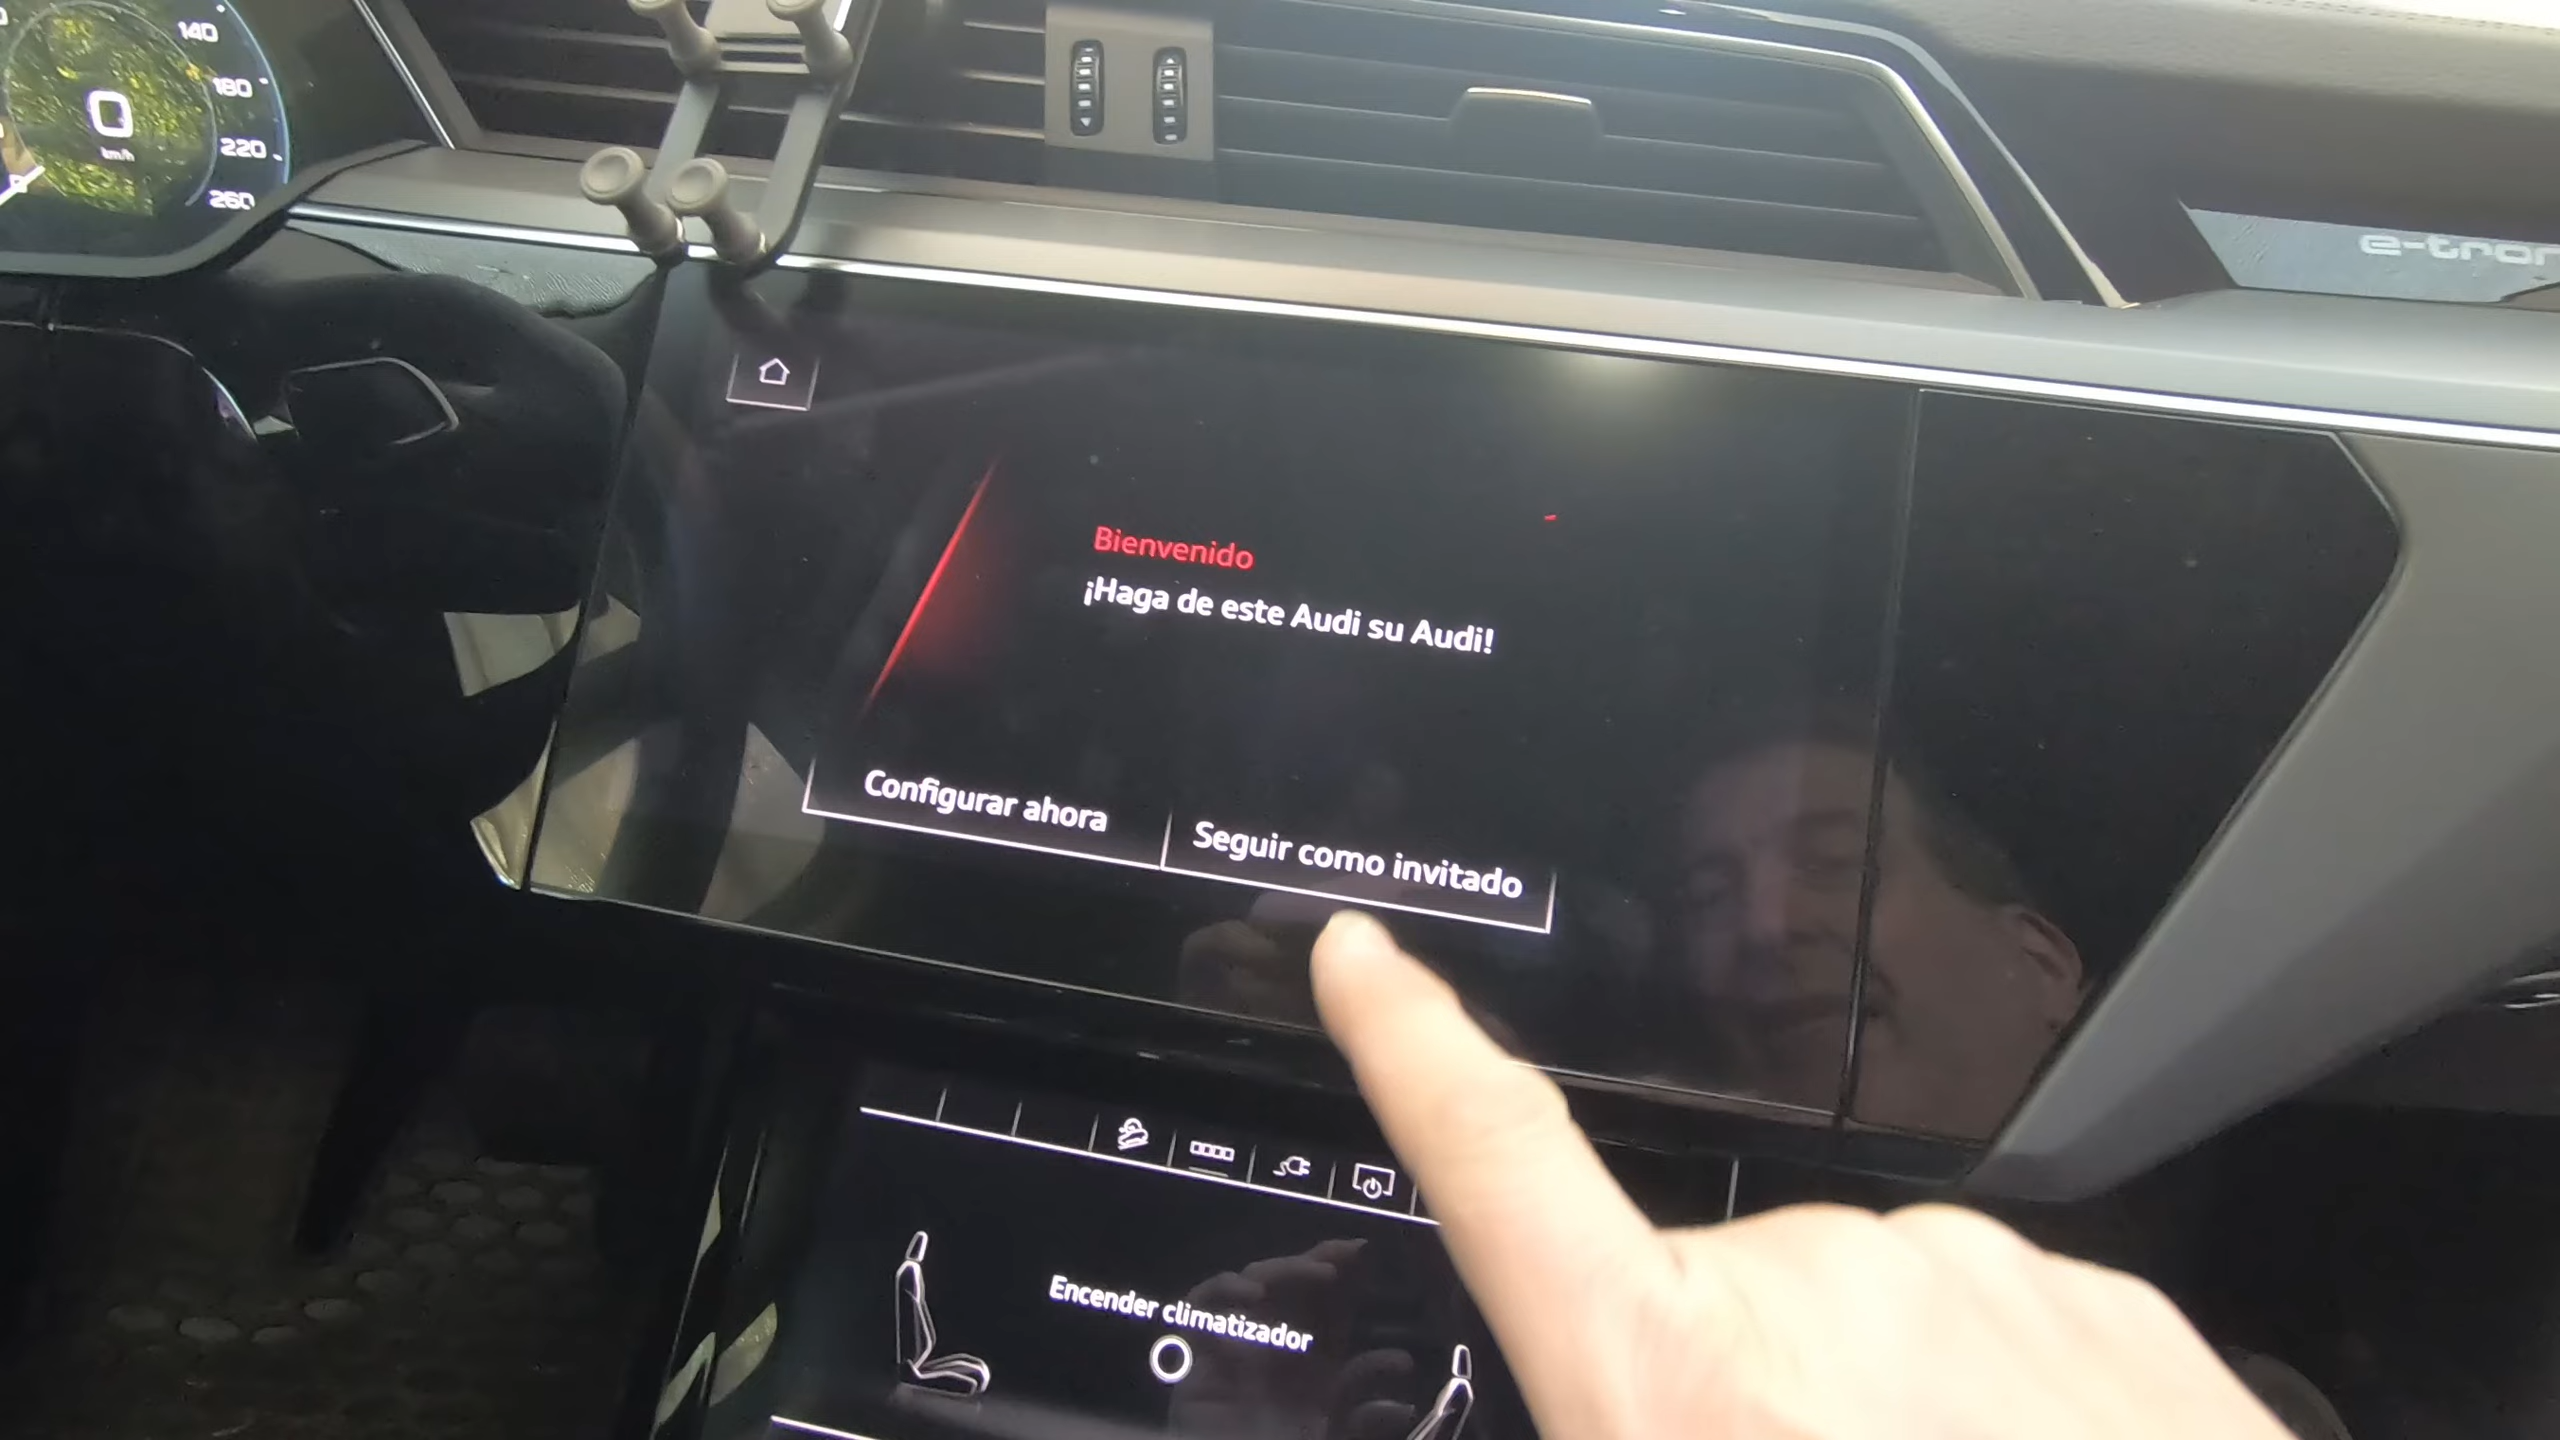 140
180
220
260
0
km/h
e-tron
Bienvenido
¡Haga de este Audi su Audi!
Configurar ahora
Seguir como invitado
Encender climatizador